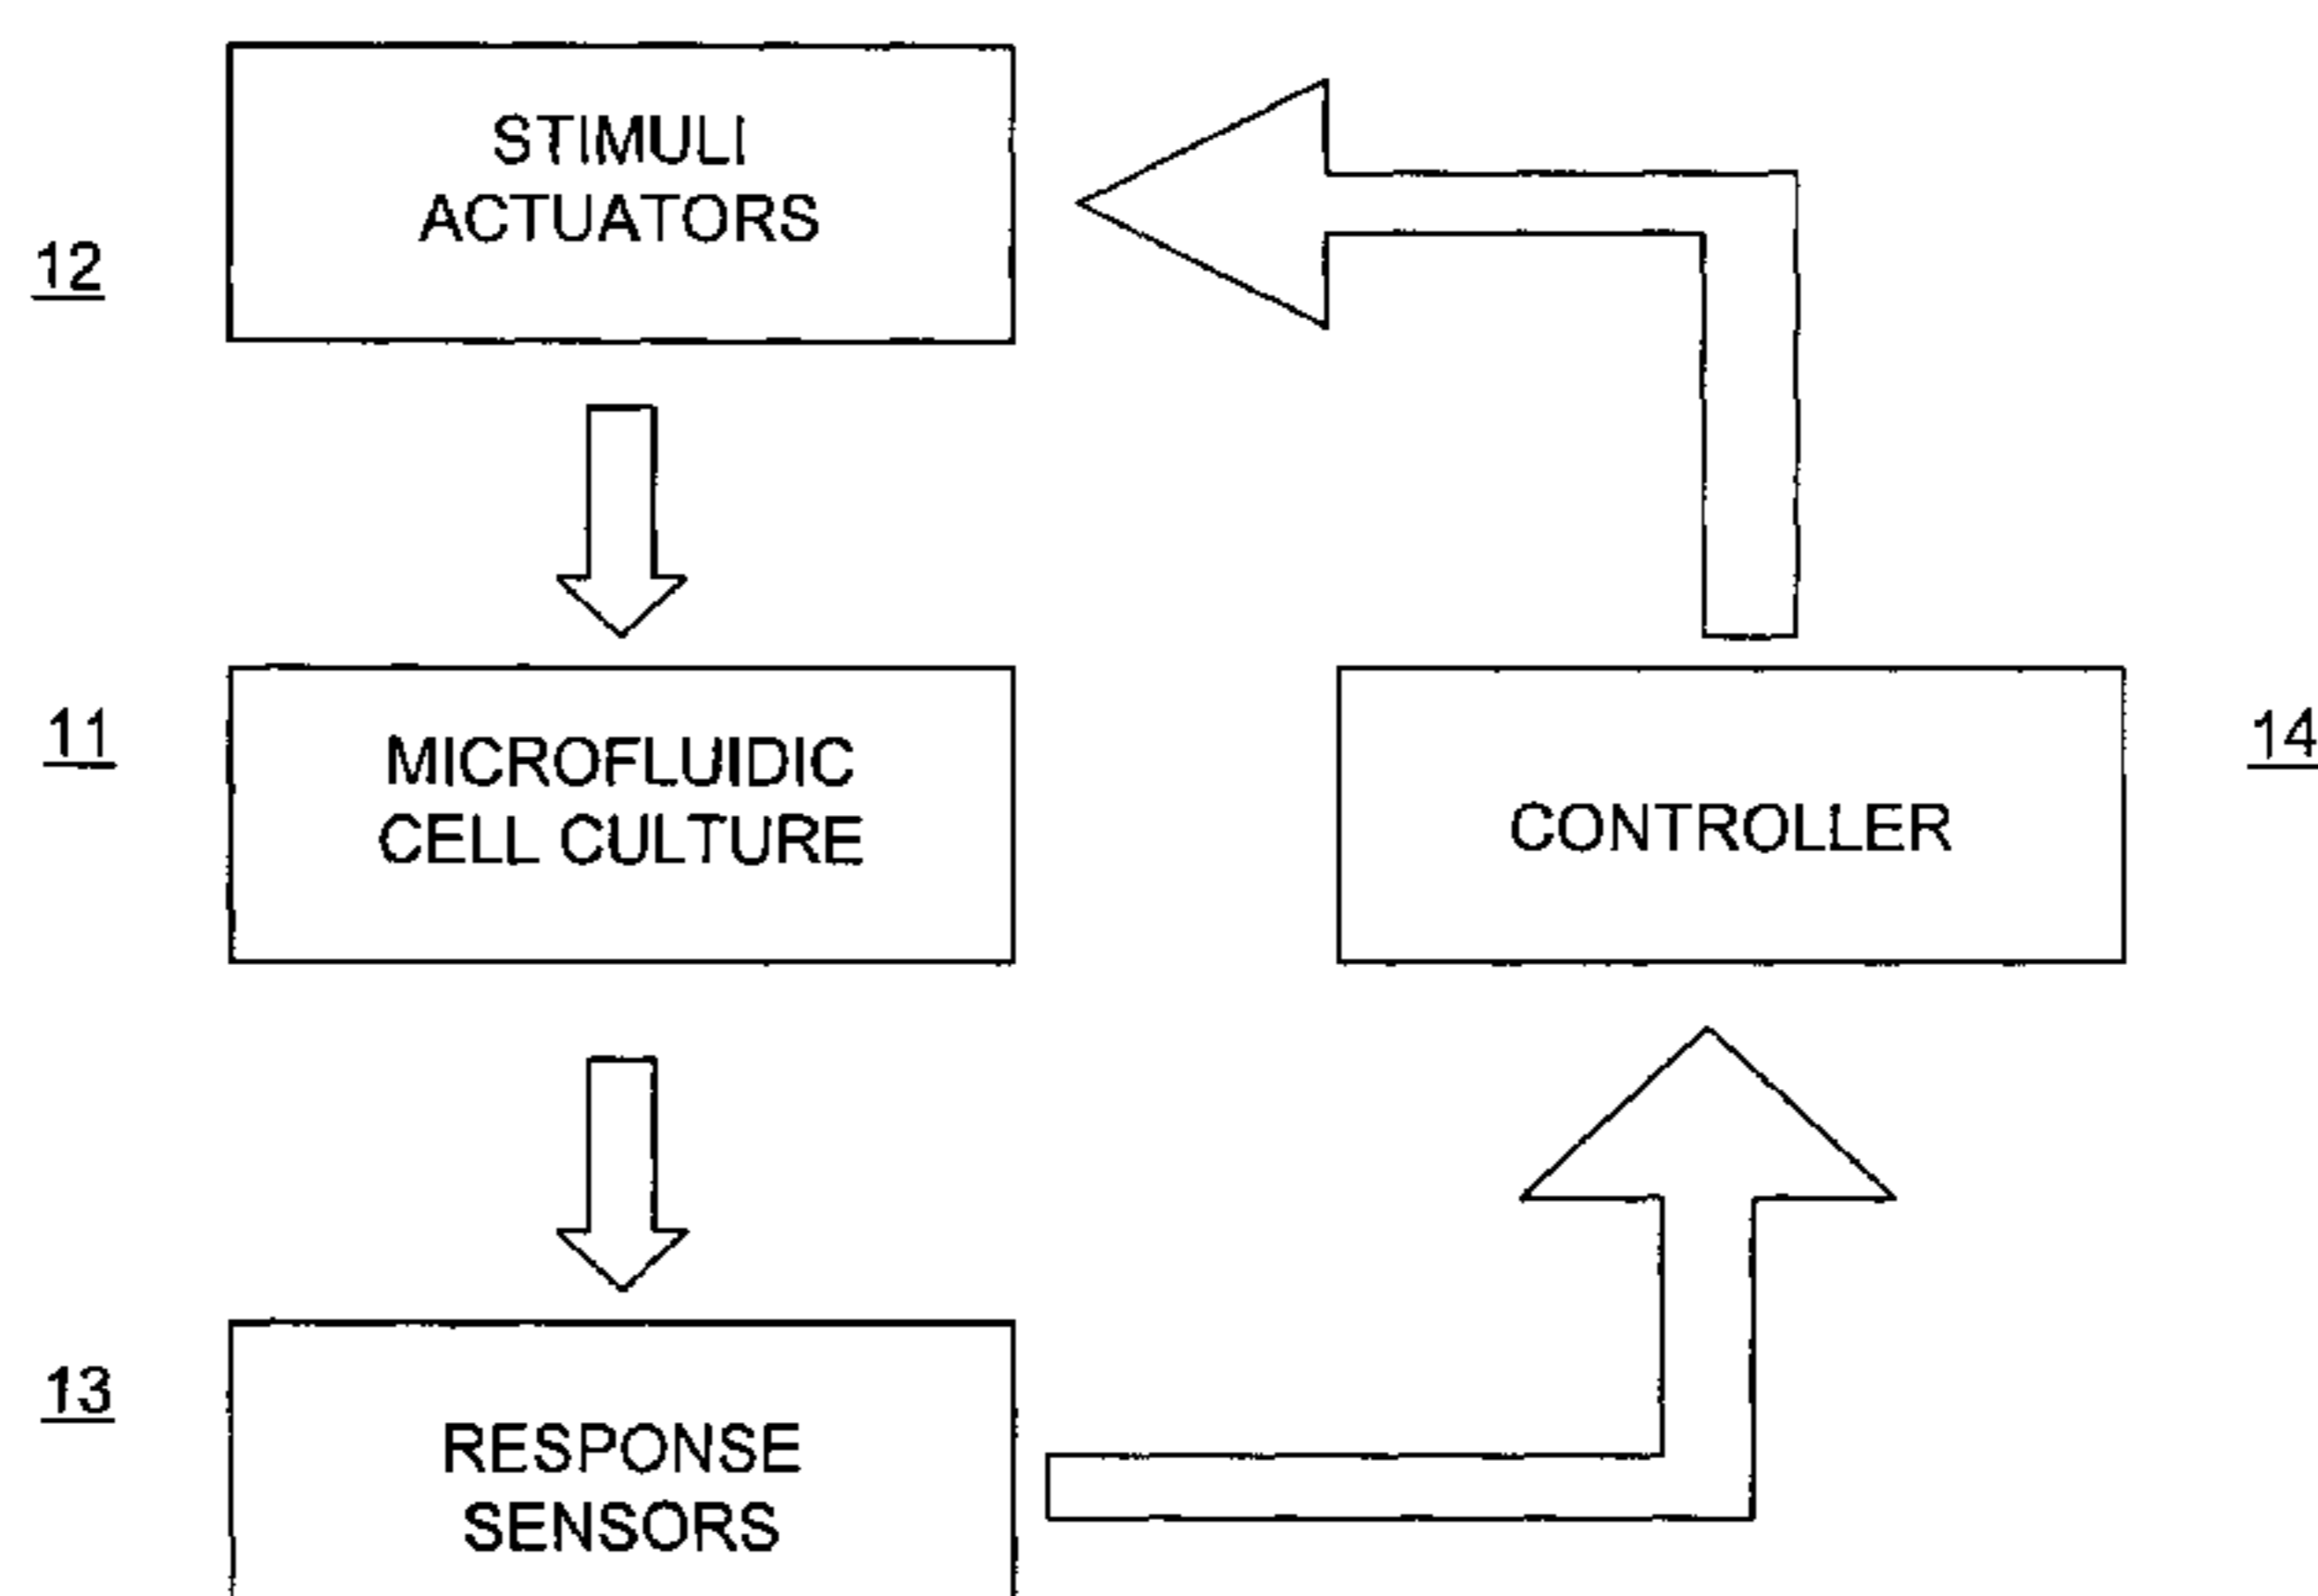 STIMULI
ACTUATORS
12
11
MICROFLUIDIC
CELL CULTURE
CONTROLLER
14
13
RESPONSE
SENSORS